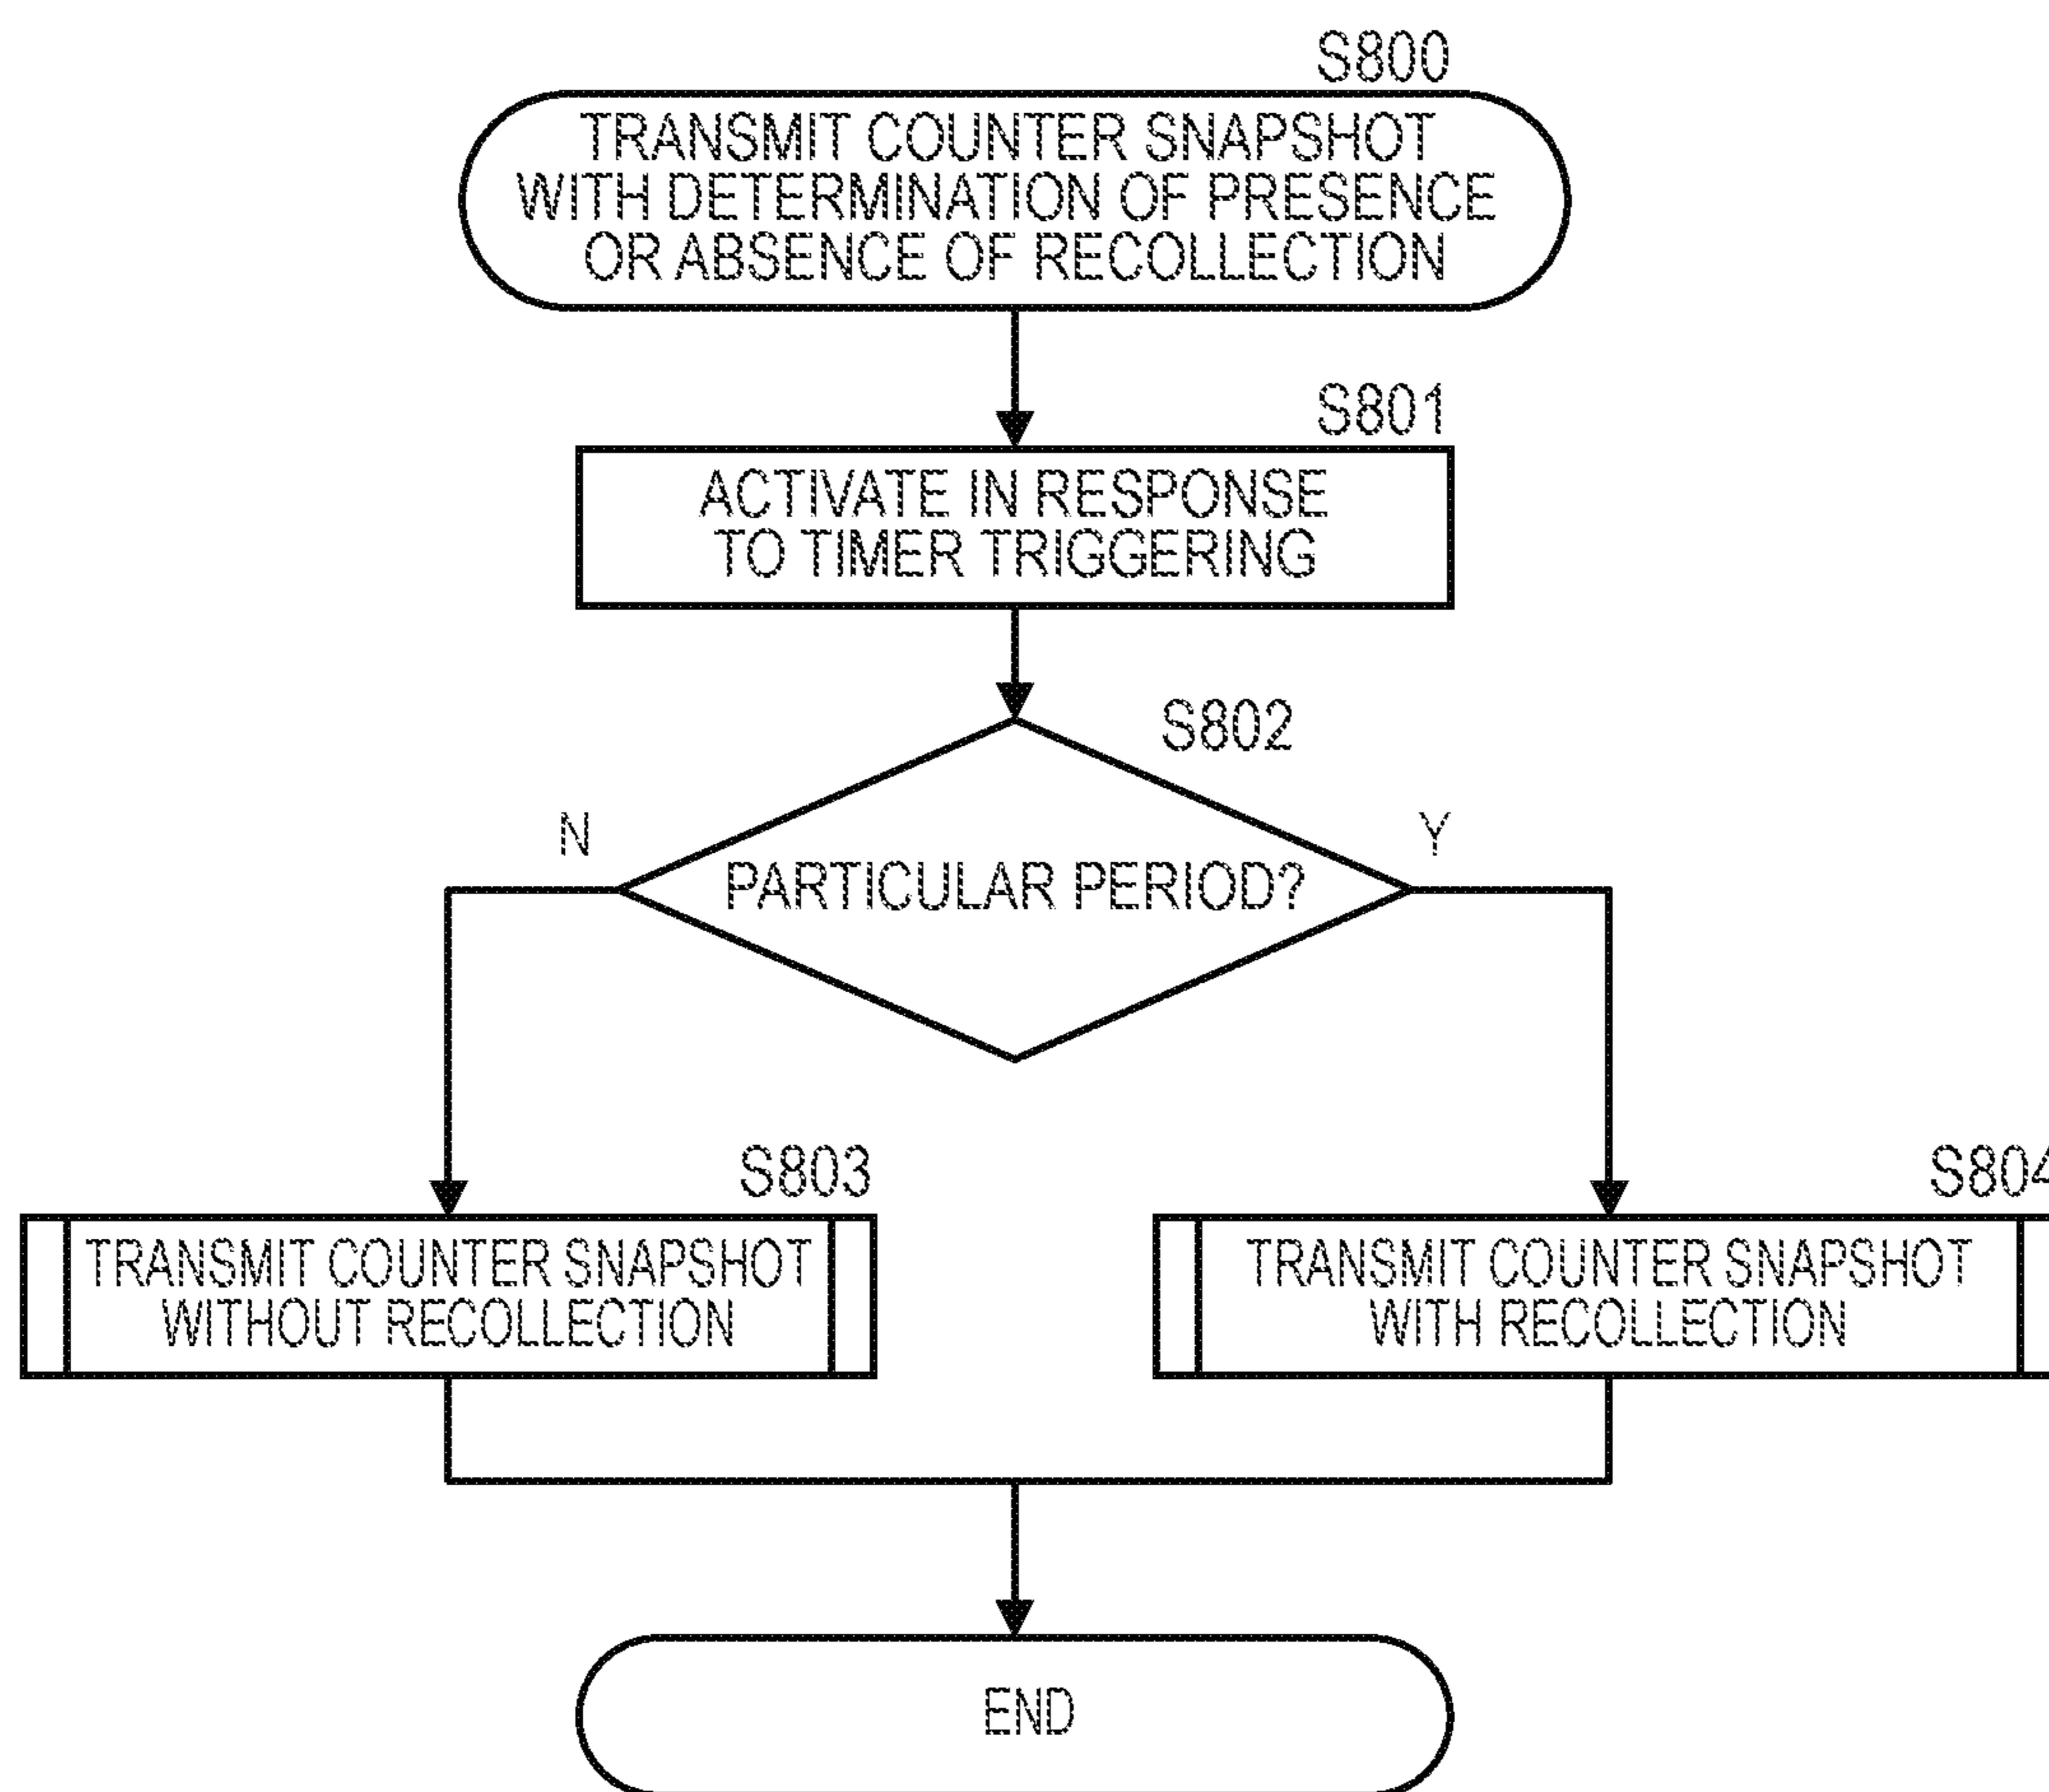 S800
TRANSMIT COUNTER SNAPSHOT
WITH DETERMINATION OF PRESENCE
OR ABSENCE OF RECOLLECTION
S801
ACTIVATE IN RESPONSE
TO TIMER TRIGGERING
S802
N
Y
PARTICULAR PERIOD?
S803
TRANSMIT COUNTER SNAPSHOT
WITHOUT RECOLLECTION
S804
TRANSMIT COUNTER SNAPSHOT
WITH RECOLLECTION
END